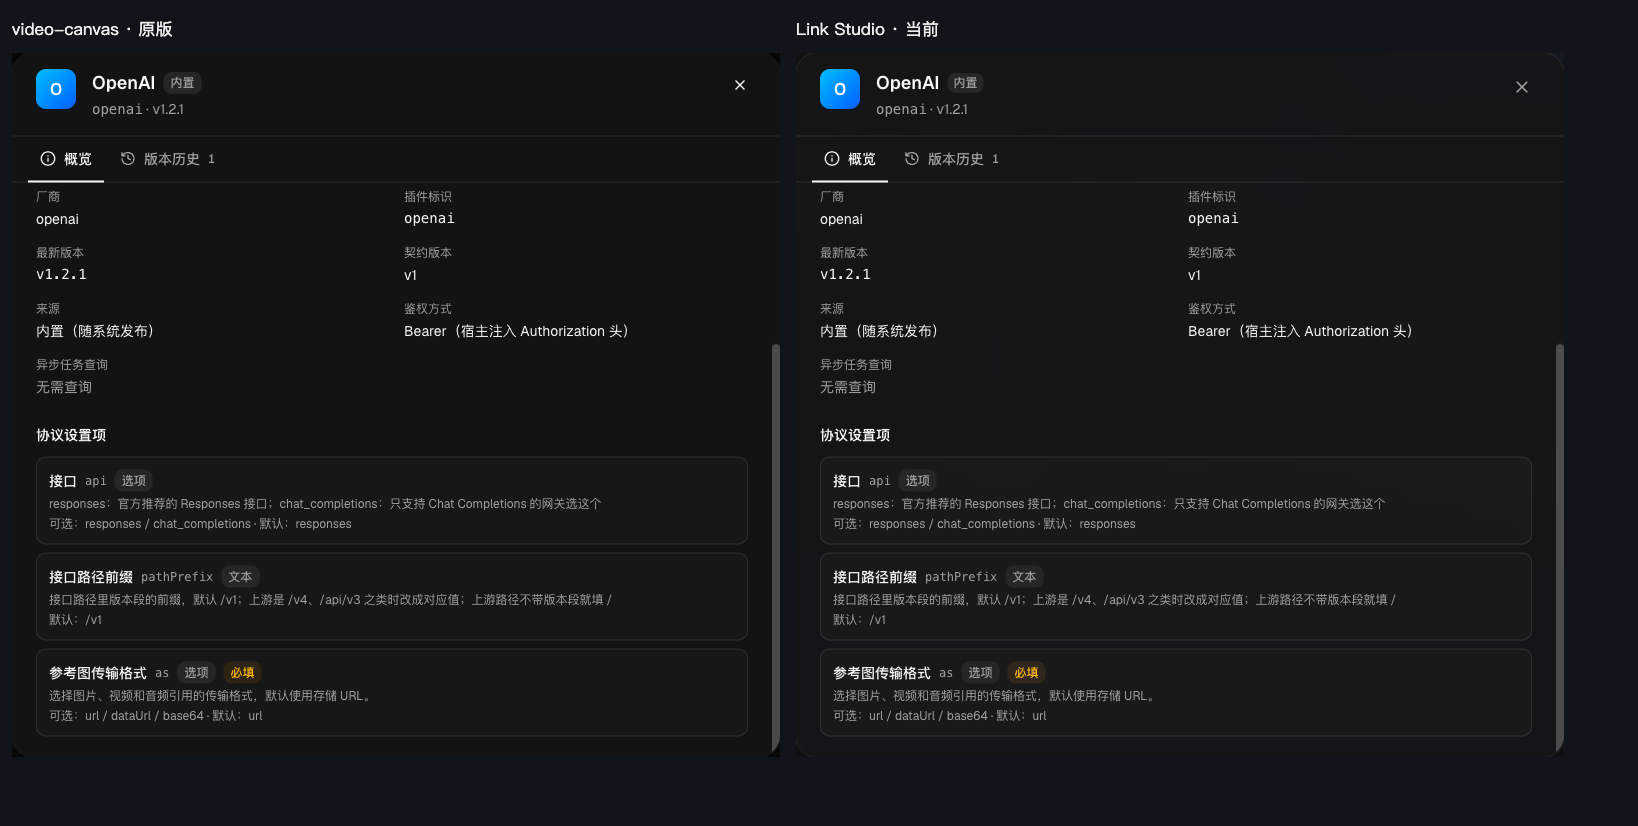 video-canvas · 原版
O
OpenAI 内置
openai · v1.2.1
概览 版本历史 1
厂商 插件标识
openai openai
最新版本 契约版本
v1.2.1 v1
来源 鉴权方式
内置（随系统发布） Bearer（宿主注入 Authorization 头）
异步任务查询
无需查询
协议设置项
接口 api 选项
responses：官方推荐的 Responses 接口；chat_completions：只支持 Chat Completions 的网关选这个
可选：responses / chat_completions · 默认：responses
接口路径前缀 pathPrefix 文本
接口路径里版本段的前缀，默认 /v1；上游是 /v4、/api/v3 之类时改成对应值；上游路径不带版本段就填 /
默认：/v1
参考图传输格式 as 选项 必填
选择图片、视频和音频引用的传输格式，默认使用存储 URL。
可选：url / dataUrl / base64 · 默认：url
Link Studio · 当前
O
OpenAI 内置
openai · v1.2.1
概览 版本历史 1
厂商 插件标识
openai openai
最新版本 契约版本
v1.2.1 v1
来源 鉴权方式
内置（随系统发布） Bearer（宿主注入 Authorization 头）
异步任务查询
无需查询
协议设置项
接口 api 选项
responses：官方推荐的 Responses 接口；chat_completions：只支持 Chat Completions 的网关选这个
可选：responses / chat_completions · 默认：responses
接口路径前缀 pathPrefix 文本
接口路径里版本段的前缀，默认 /v1；上游是 /v4、/api/v3 之类时改成对应值；上游路径不带版本段就填 /
默认：/v1
参考图传输格式 as 选项 必填
选择图片、视频和音频引用的传输格式，默认使用存储 URL。
可选：url / dataUrl / base64 · 默认：url